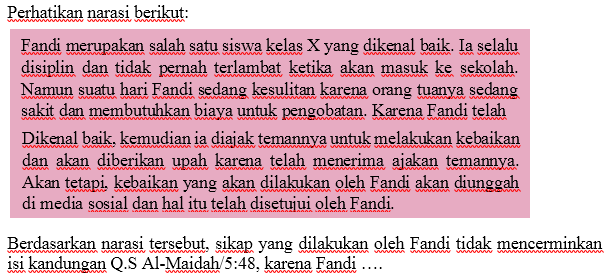 Perhatikan narasi berikut:
Fandi merupakan salah satu siswa kelas X yang dikenal baik. Ia selalu
disiplin dan tidak pernah terlambat ketika akan masuk ke sekolah.
Namun suatu hari Fandi sedang kesulitan karena orang tuanya sedang
sakit dan membutuhkan biaya untuk pengobatan. Karena Fandi telah
Dikenal baik, kemudian ia diajak temannya untuk melakukan kebaikan
dan akan diberikan upah karena telah menerima ajakan temannya.
Akan tetapi, kebaikan yang akan dilakukan oleh Fandi akan diunggah
di media sosial dan hal itu telah disetujui oleh Fandi.
Berdasarkan narasi tersebut, sikap yang dilakukan oleh Fandi tidak mencerminkan
isi kandungan Q.S Al-Maidah/5:48, karena Fandi ….